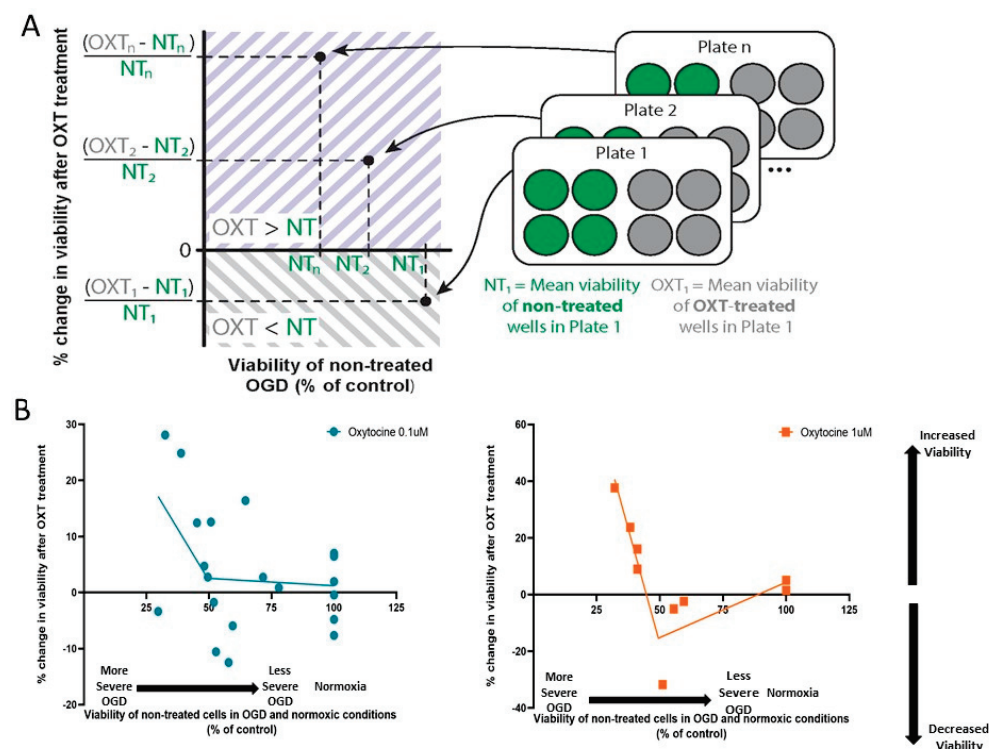 A
(OXTn - NTn)
NTn
(OXT2 - NT2)
NT2
0
(OXT1 - NT1)
NT1
% change in viability after OXT treatment
OXT > NT
NTn NT2 NT1
OXT < NT
Viability of non-treated
OGD (% of control)
Plate n
Plate 2
Plate 1
...
NT1 = Mean viability
of non-treated
wells in Plate 1
OXT1 = Mean viability
of OXT-treated
wells in Plate 1
B
% change in viability after OXT treatment
30
20
10
0
-10
-20
25 50 75 100 125
Oxytocine 0.1uM
More
Severe
OGD
Less
Severe
OGD
Normoxia
Viability of non-treated cells in OGD and normoxic conditions
(% of control)
% change in viability after OXT treatment
60
40
20
0
-20
-40
25 50 75 100 125
Oxytocine 1uM
More
Severe
OGD
Less
Severe
OGD
Normoxia
Viability of non-treated cells in OGD and normoxic conditions
(% of control)
Increased
Viability
Decreased
Viability